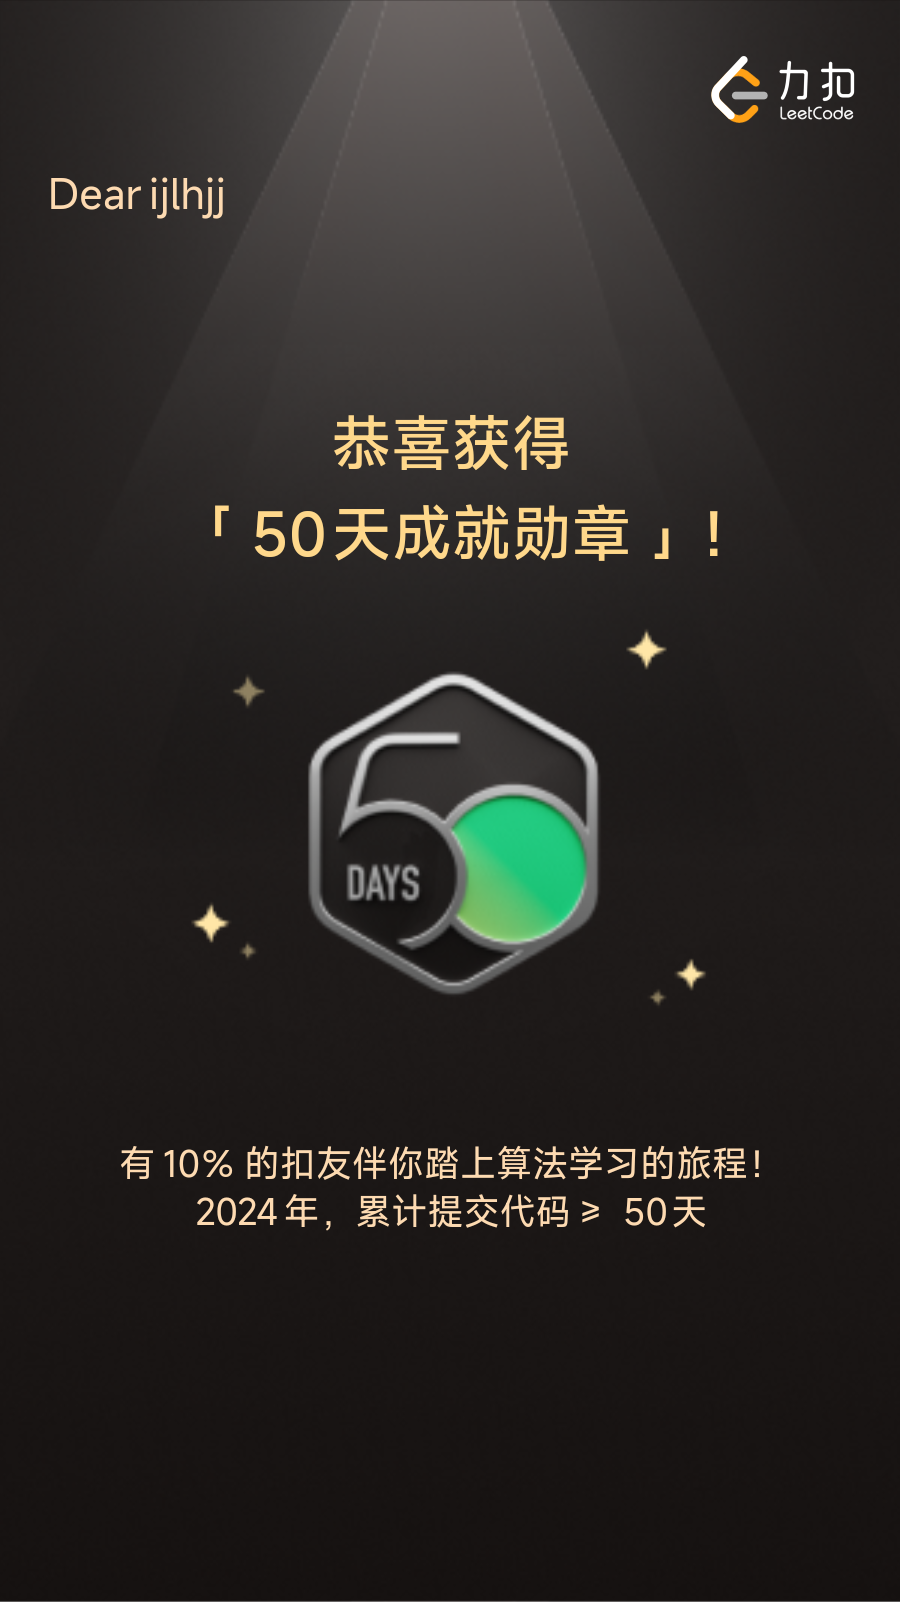 力扣
LeetCode
Dear ijlhjj
恭喜获得
「 50天成就勋章 」!
50
DAYS
有 10% 的扣友伴你踏上算法学习的旅程!
2024 年，累计提交代码 ⩾ 50 天